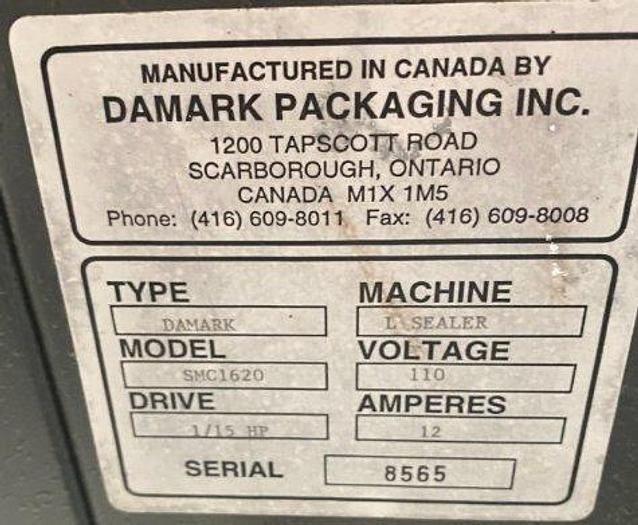 MANUFACTURED IN CANADA BY
DAMARK PACKAGING INC.
1200 TAPSCOTT ROAD
SCARBOROUGH, ONTARIO
CANADA M1X 1M5
Phone: (416) 609-8011 Fax: (416) 609-8008
TYPE MACHINE
DAMARK L SEALER
MODEL VOLTAGE
SMC1620 110
DRIVE AMPERES
1/15 HP 12
SERIAL 8565